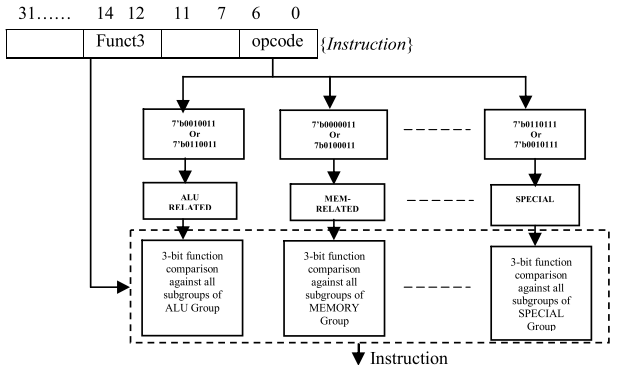 31...... 14 12 11 7 6 0
Funct3 opcode {Instruction}
7'b0010011
Or
7'b0110011
7'b0000011
Or
7b0100011
7'b0110111
Or
7'b0010111
ALU
RELATED
MEM-
RELATED
SPECIAL
3-bit function
comparison
against all
subgroups of
ALU Group
3-bit function
comparison
against all
subgroups of
MEMORY
Group
3-bit function
comparison
against all
subgroups of
SPECIAL
Group
Instruction